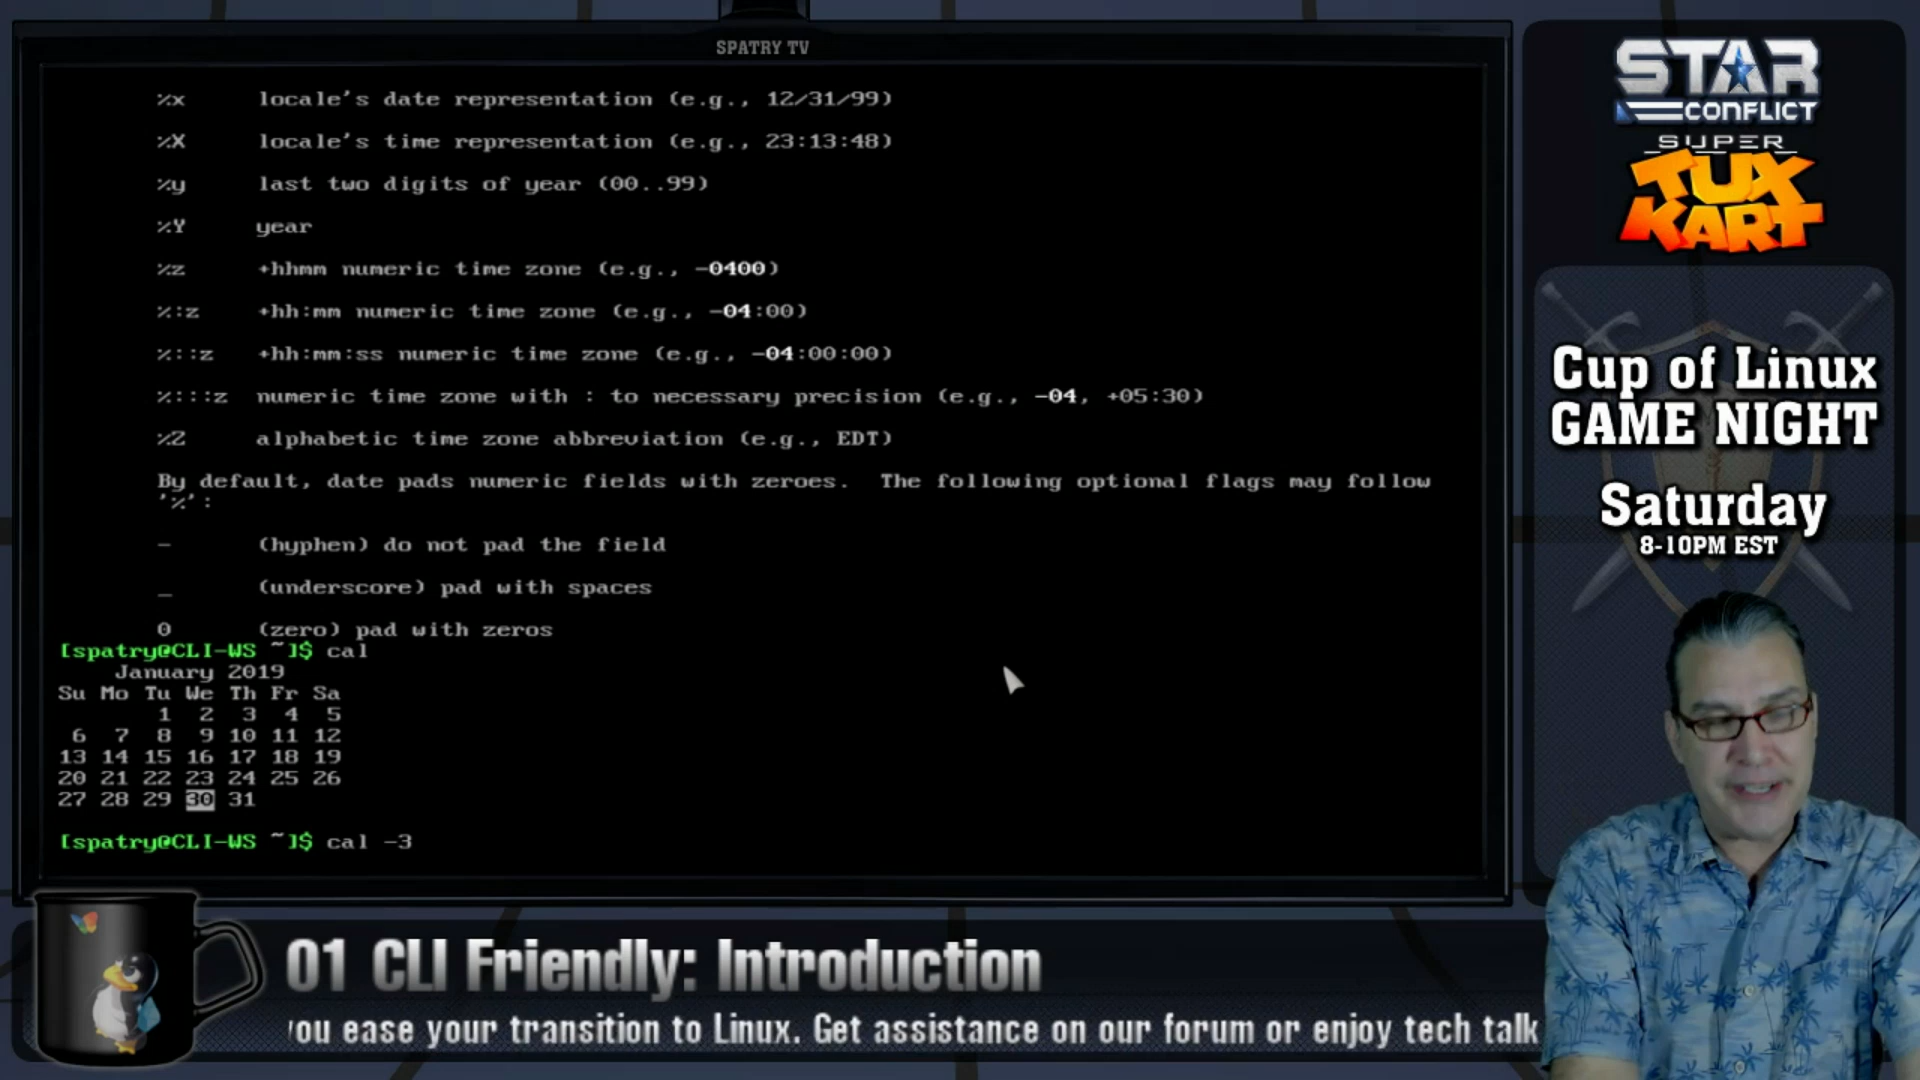 SPATRY TV
%x locale's date representation (e.g., 12/31/99)
%X locale's time representation (e.g., 23:13:48)
%y last two digits of year (00..99)
%Y year
%z +hhmm numeric time zone (e.g., -0400)
%:z +hh:mm numeric time zone (e.g., -04:00)
%::z +hh:mm:ss numeric time zone (e.g., -04:00:00)
%:::z numeric time zone with : to necessary precision (e.g., -04, +05:30)
%Z alphabetic time zone abbreviation (e.g., EDT)
By default, date pads numeric fields with zeroes. The following optional flags may follow
'%':
- (hyphen) do not pad the field
_ (underscore) pad with spaces
0 (zero) pad with zeros
[spatry@CLI-WS ~]$ cal
January 2019
Su Mo Tu We Th Fr Sa
1 2 3 4 5
6 7 8 9 10 11 12
13 14 15 16 17 18 19
20 21 22 23 24 25 26
27 28 29 30 31
[spatry@CLI-WS ~]$ cal -3
STAR
CONFLICT
SUPER
TUX
KART
Cup of Linux
GAME NIGHT
Saturday
8-10PM EST
01 CLI Friendly: Introduction
you ease your transition to Linux. Get assistance on our forum or enjoy tech talk